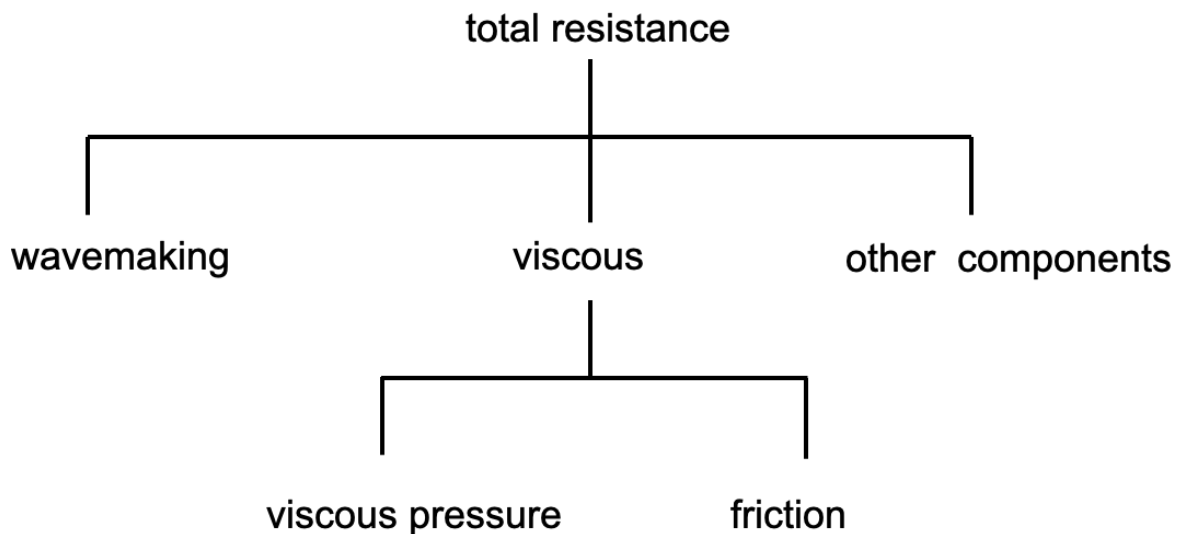 total resistance
wavemaking
viscous
other components
viscous pressure
friction